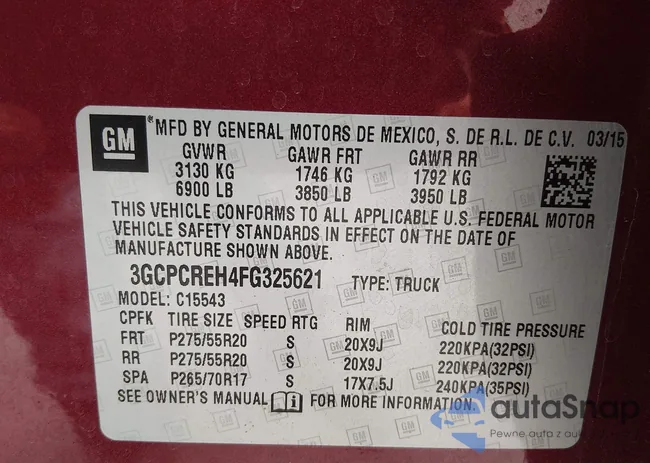 GM
MFD BY GENERAL MOTORS DE MEXICO, S. DE R.L. DE C.V. 03/15
GVWR GAWR FRT GAWR RR
3130 KG 1746 KG 1792 KG
6900 LB 3850 LB 3950 LB
THIS VEHICLE CONFORMS TO ALL APPLICABLE U.S. FEDERAL MOTOR
VEHICLE SAFETY STANDARDS IN EFFECT ON THE DATE OF
MANUFACTURE SHOWN ABOVE.
3GCPCREH4FG325621 TYPE: TRUCK
MODEL: C15543
CPFK TIRE SIZE SPEED RTG RIM COLD TIRE PRESSURE
FRT P275/55R20 S 20X9J 220KPA(32PSI)
RR P275/55R20 S 20X9J 220KPA(32PSI)
SPA P265/70R17 S 17X7.5J 240KPA(35PSI)
SEE OWNER'S MANUAL FOR MORE INFORMATION.
autoSnap
Pewne auta z autosnap